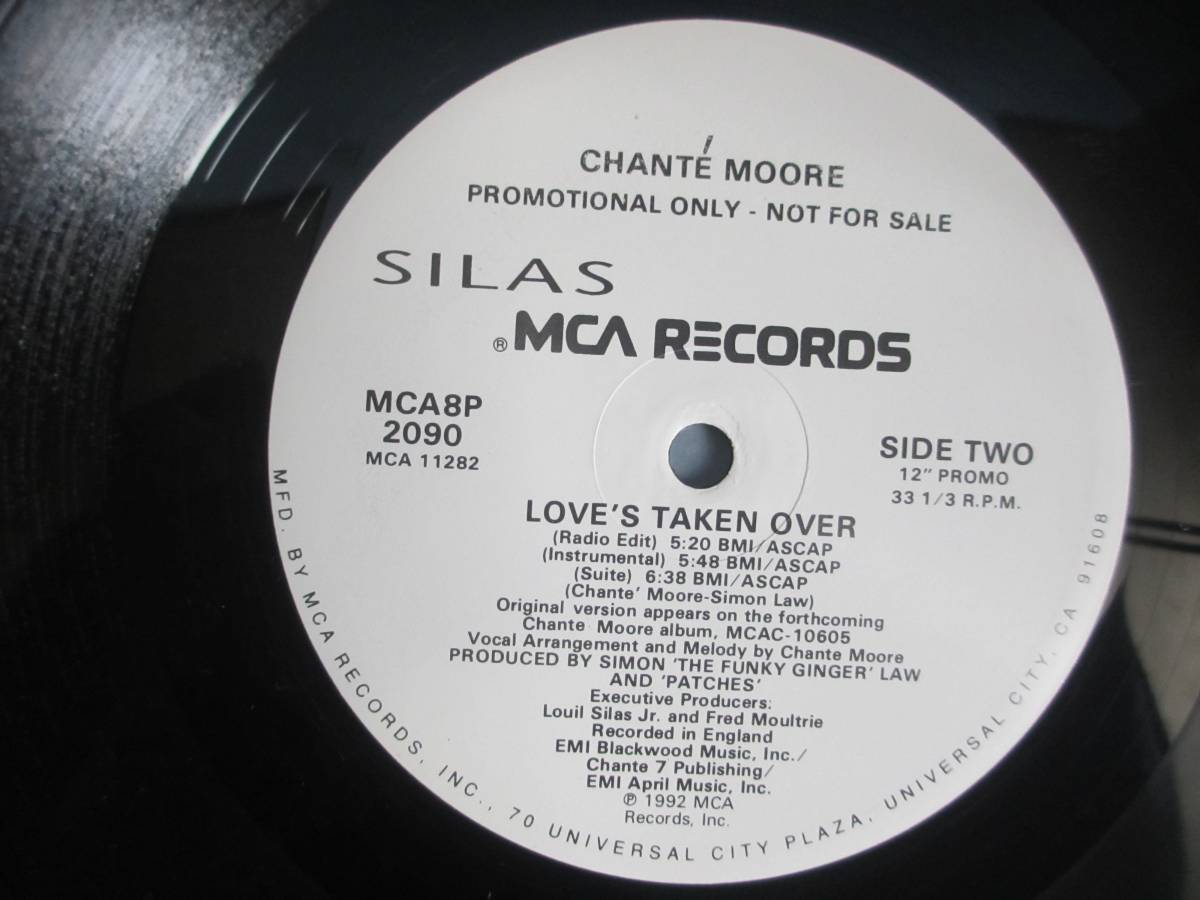 CHANTÉ MOORE
PROMOTIONAL ONLY - NOT FOR SALE
SILAS
® MCA RECORDS
MCA8P
2090
MCA 11282
SIDE TWO
12" PROMO
33 1/3 R.P.M.
LOVE'S TAKEN OVER
(Radio Edit) 5:20 BMI/ASCAP
(Instrumental) 5:48 BMI/ASCAP
(Suite) 6:38 BMI/ASCAP
(Chante' Moore-Simon Law)
Original version appears on the forthcoming
Chante Moore album, MCAC-10605
Vocal Arrangement and Melody by Chante Moore
PRODUCED BY SIMON 'THE FUNKY GINGER' LAW
AND 'PATCHES'
Executive Producers:
Louil Silas Jr. and Fred Moultrie
Recorded in England
EMI Blackwood Music, Inc./
Chante 7 Publishing/
EMI April Music, Inc.
℗ 1992 MCA
Records, Inc.
MFD. BY MCA RECORDS, INC., 70 UNIVERSAL CITY PLAZA, UNIVERSAL CITY, CA 91608